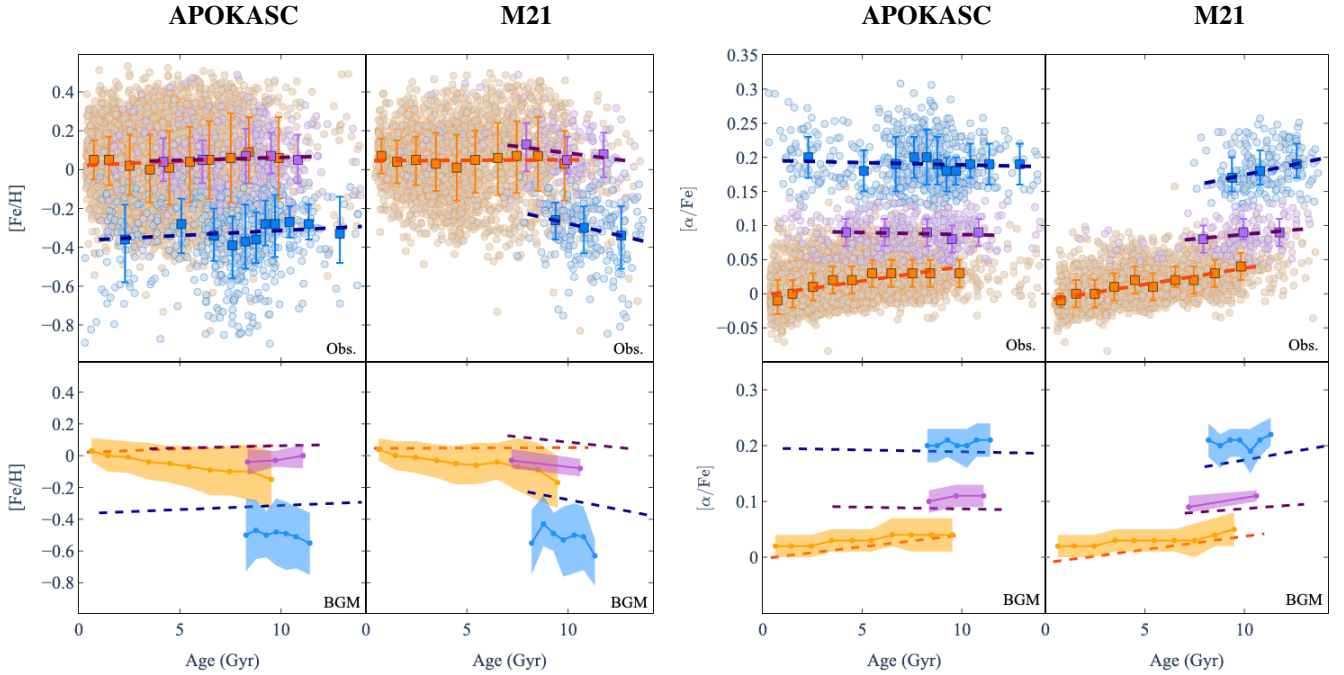 APOKASC M21 APOKASC M21
0.4
0.2
0
−0.2
−0.4
−0.6
−0.8
[Fe/H]
Obs.
Obs.
0.35
0.3
0.25
0.2
0.15
0.1
0.05
0
−0.05
[α/Fe]
Obs.
Obs.
0.4
0.2
0
−0.2
−0.4
−0.6
−0.8
[Fe/H]
BGM
BGM
0 5 10 0 5 10
Age (Gyr) Age (Gyr)
0.3
0.2
0.1
0
[α/Fe]
BGM
BGM
0 5 10 0 5 10
Age (Gyr) Age (Gyr)